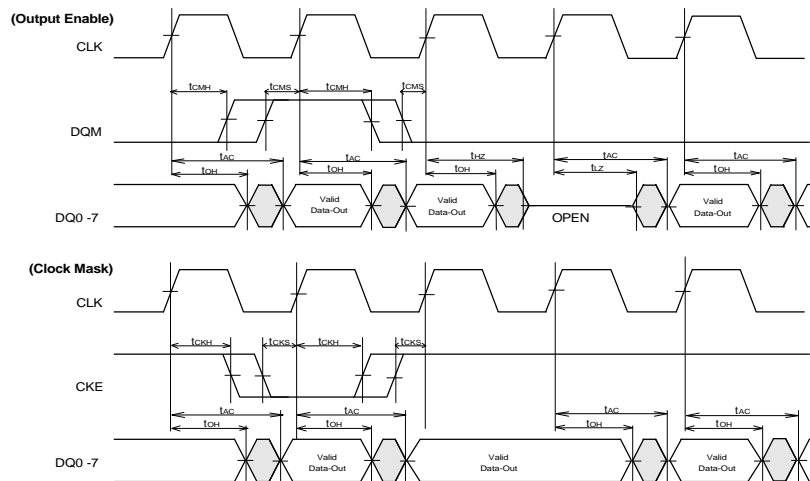 (Output Enable)
CLK
tCMH tCMS tCMH tCMS
DQM
tAC tAC tHZ tAC tAC
tOH tOH tOH tLZ tOH
Valid Data-Out Valid Data-Out Valid Data-Out
DQ0 -7
OPEN
(Clock Mask)
CLK
tCKH tCKS tCKH tCKS
CKE
tAC tAC tAC tAC
tOH tOH tOH tOH
Valid Data-Out Valid Data-Out Valid Data-Out
DQ0 -7